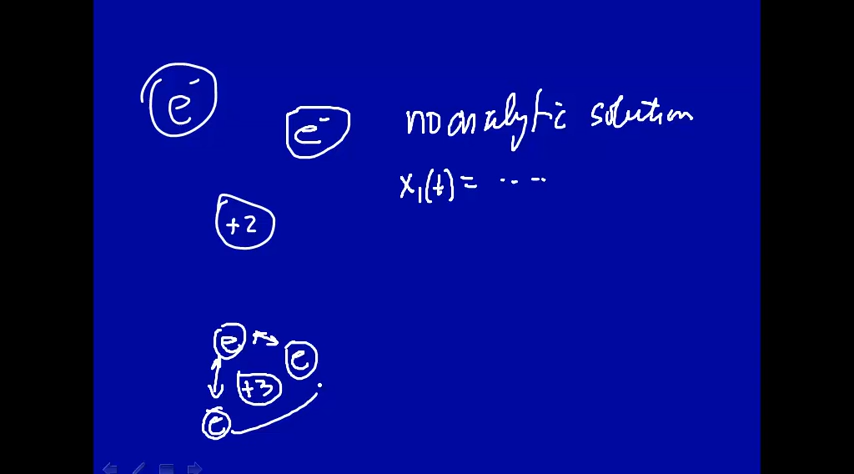 e⁻
e⁻
no analytic solution
x₁(t) = ‥ ‥
+2
e
e
+3
e